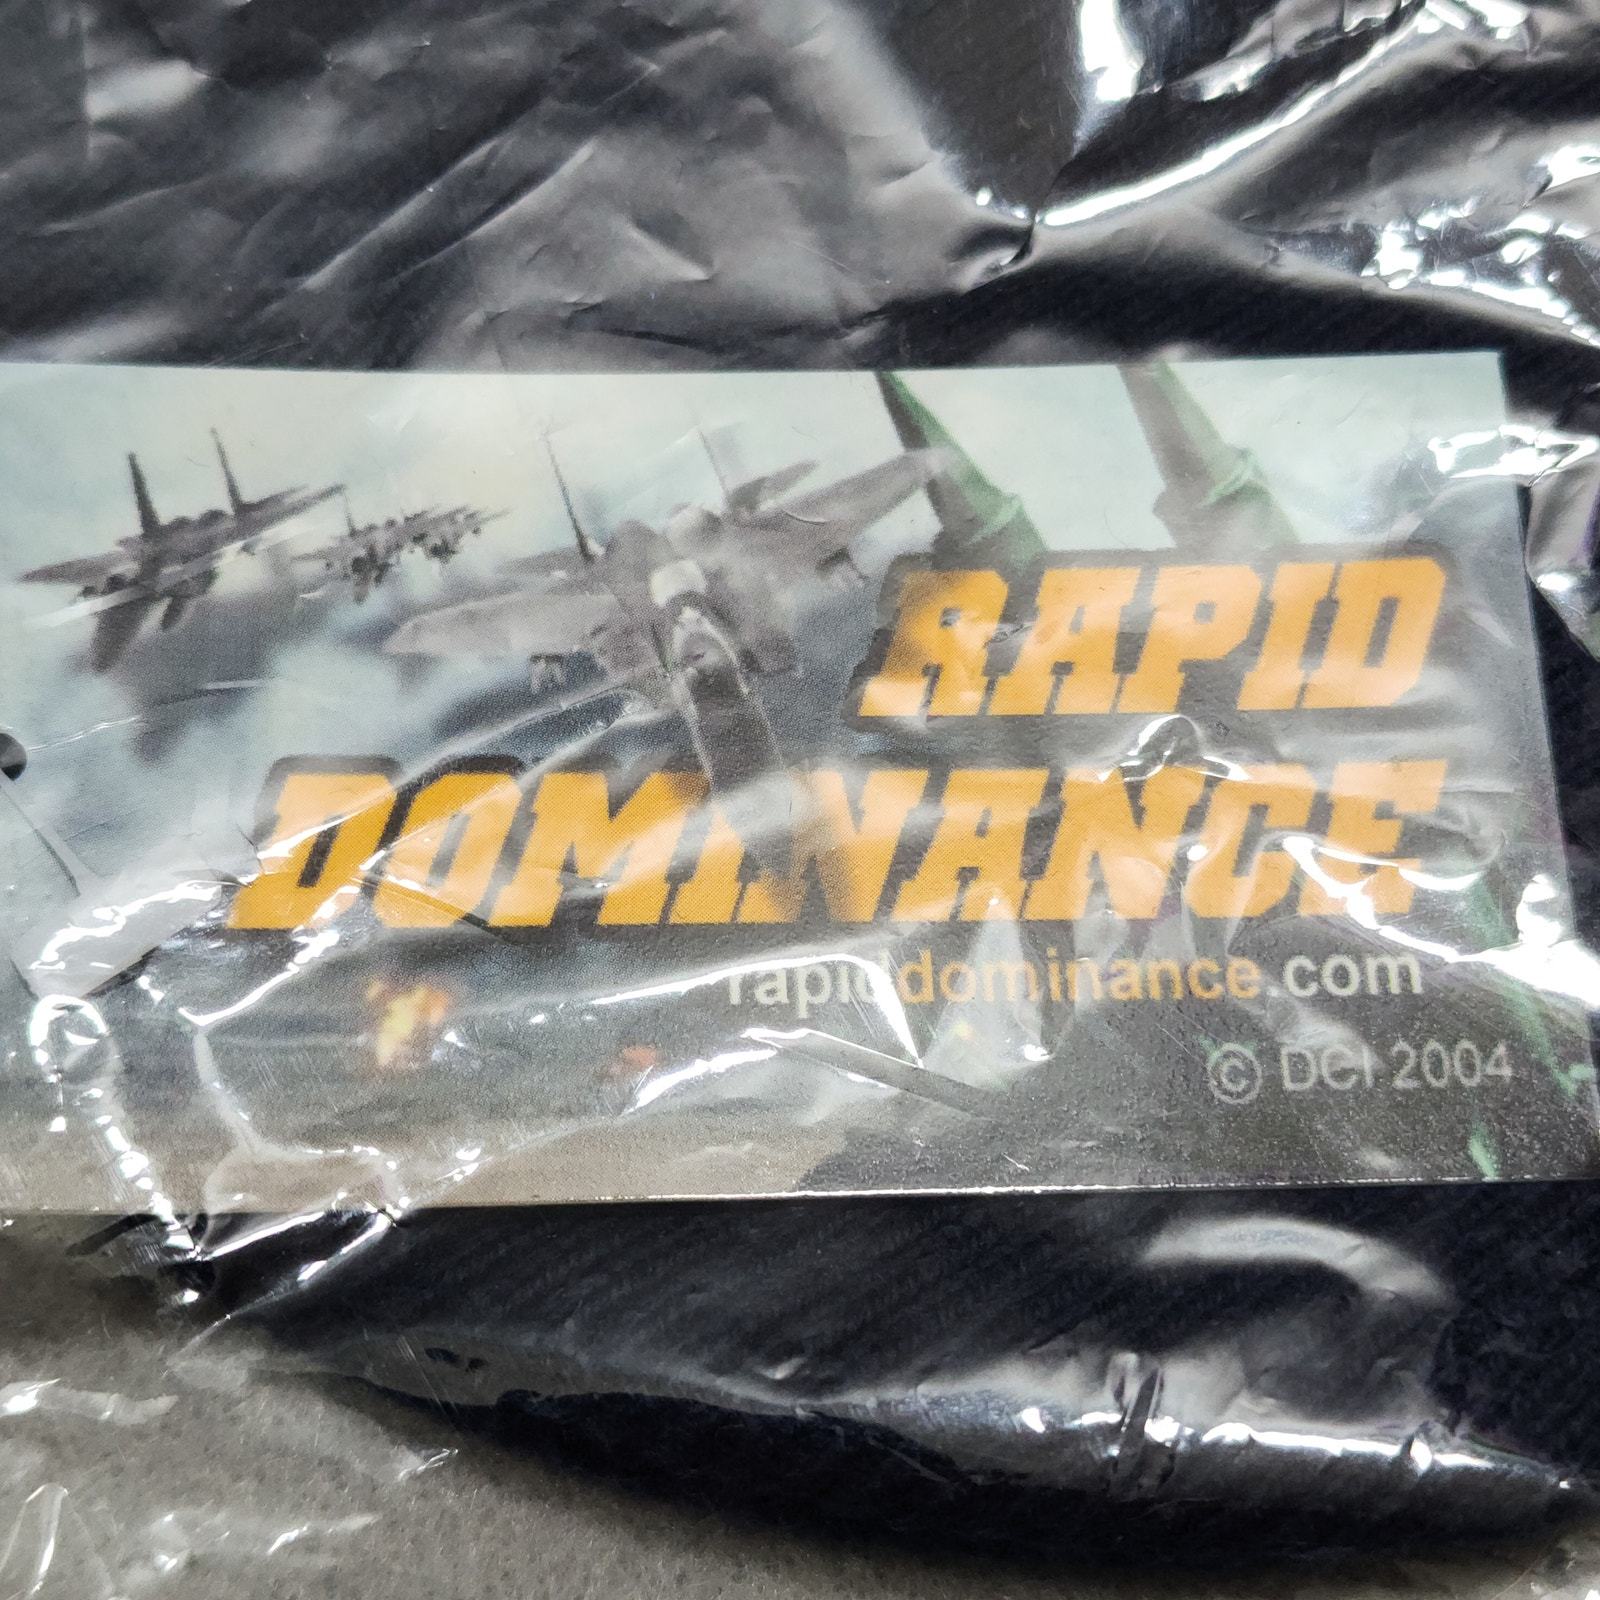 RAPID
DOMINANCE
rapiddominance.com
© DCI 2004